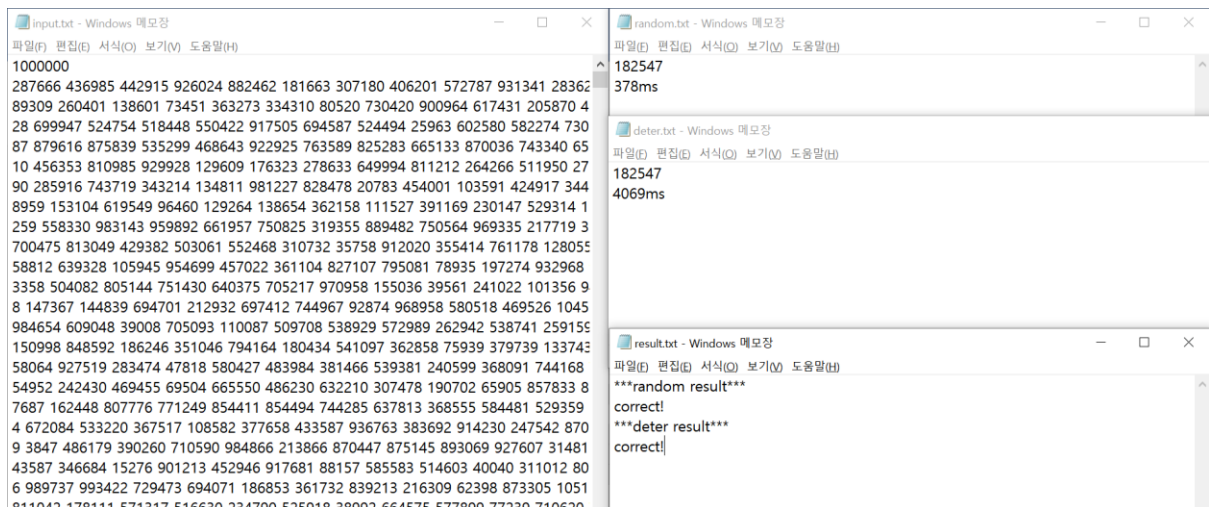 input.txt - Windows 메모장
파일(F) 편집(E) 서식(O) 보기(V) 도움말(H)
1000000
287666 436985 442915 926024 882462 181663 307180 406201 572787 931341 28362
89309 260401 138601 73451 363273 334310 80520 730420 900964 617431 205870 4
28 699947 524754 518448 550422 917505 694587 524494 25963 602580 582274 730
87 879616 875839 535299 468643 922925 763589 825283 665133 870036 743340 65
10 456353 810985 929928 129609 176323 278633 649994 811212 264266 511950 27
90 285916 743719 343214 134811 981227 828478 20783 454001 103591 424917 344
8959 153104 619549 96460 129264 138654 362158 111527 391169 230147 529314 1
259 558330 983143 959892 661957 750825 319355 889482 750564 969335 217719 3
700475 813049 429382 503061 552468 310732 35758 912020 355414 761178 128055
58812 639328 105945 954699 457022 361104 827107 795081 78935 197274 932968
3358 504082 805144 751430 640375 705217 970958 155036 39561 241022 101356 9
8 147367 144839 694701 212932 697412 744967 92874 968958 580518 469526 1045
984654 609048 39008 705093 110087 509708 538929 572989 262942 538741 259159
150998 848592 186246 351046 794164 180434 541097 362858 75939 379739 133743
58064 927519 283474 47818 580427 483984 381466 539381 240599 368091 744168
54952 242430 469455 69504 665550 486230 632210 307478 190702 65905 857833 8
7687 162448 807776 771249 854411 854494 744285 637813 368555 584481 529359
4 672084 533220 367517 108582 377658 433587 936763 383692 914230 247542 870
9 3847 486179 390260 710590 984866 213866 870447 875145 893069 927607 31481
43587 346684 15276 901213 452946 917681 88157 585583 514603 40040 311012 80
6 989737 993422 729473 694071 186853 361732 839213 216309 62398 873305 1051
random.txt - Windows 메모장
파일(F) 편집(E) 서식(O) 보기(V) 도움말(H)
182547
378ms
deter.txt - Windows 메모장
파일(F) 편집(E) 서식(O) 보기(V) 도움말(H)
182547
4069ms
result.txt - Windows 메모장
파일(F) 편집(E) 서식(O) 보기(V) 도움말(H)
***random result***
correct!
***deter result***
correct!